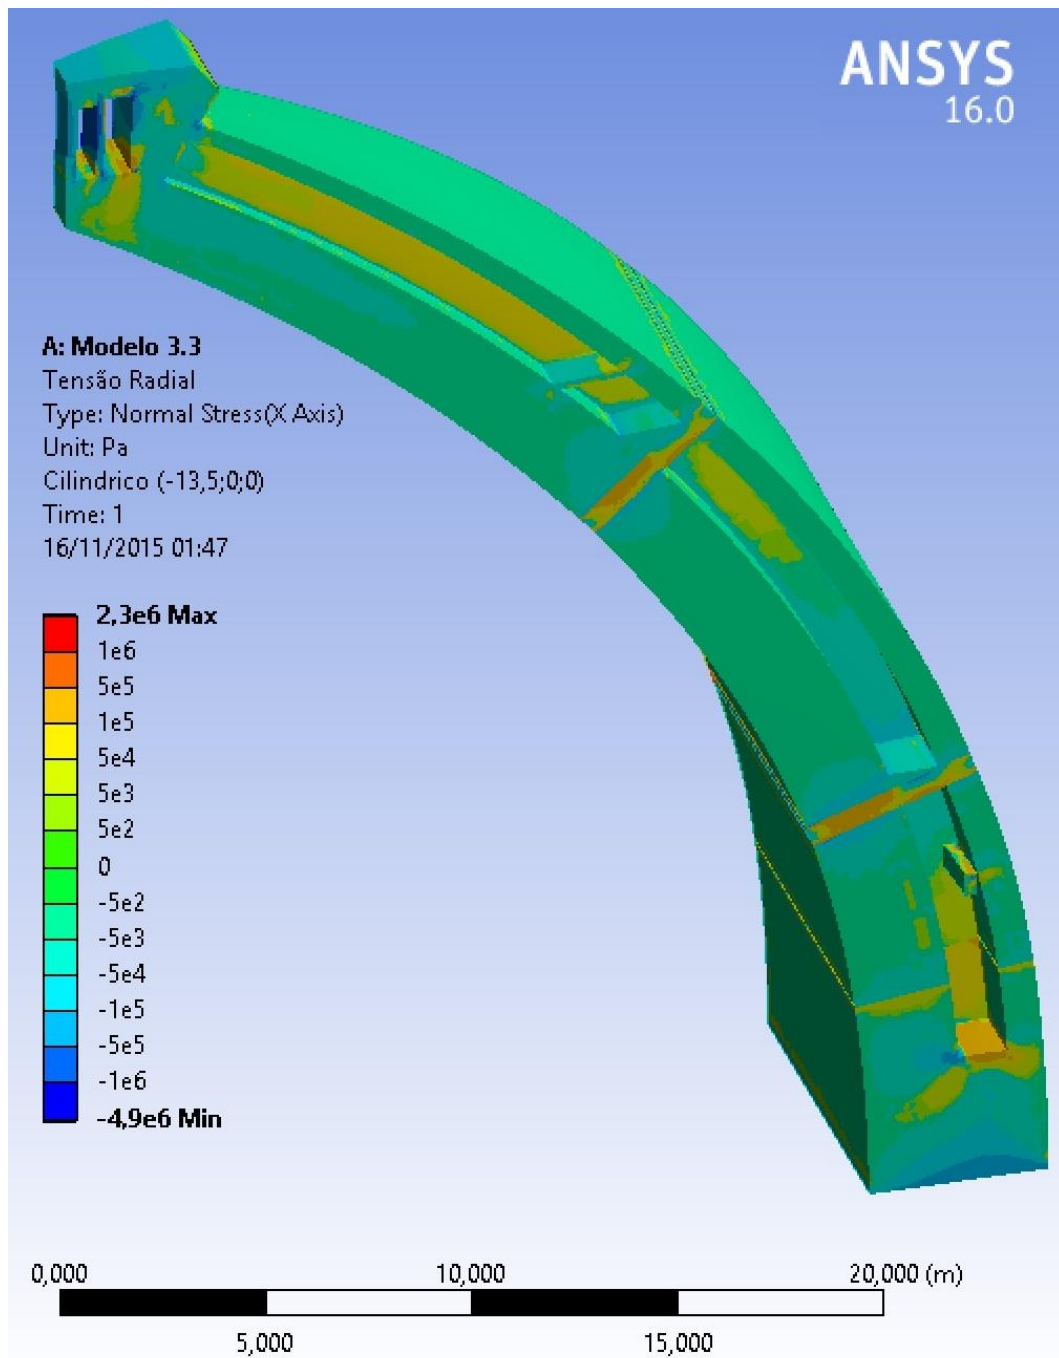 ANSYS
16.0
A: Modelo 3.3
Tensão Radial
Type: Normal Stress(X Axis)
Unit: Pa
Cilindrico (-13,5;0;0)
Time: 1
16/11/2015 01:47
2,3e6 Max
1e6
5e5
1e5
5e4
5e3
5e2
0
-5e2
-5e3
-5e4
-1e5
-5e5
-1e6
-4,9e6 Min
0,000 10,000 20,000 (m)
5,000 15,000